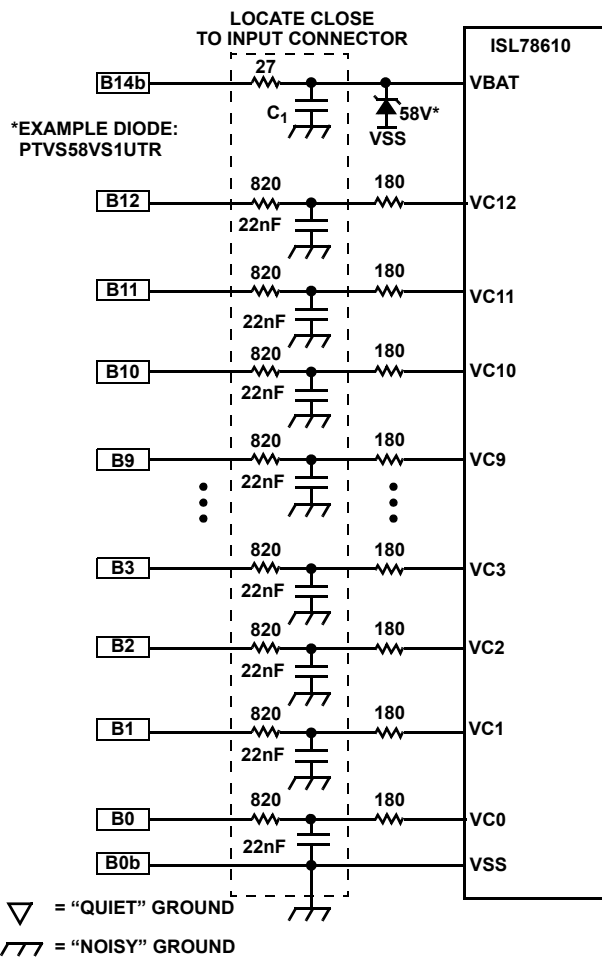 LOCATE CLOSE
TO INPUT CONNECTOR
ISL78610
B14b
27
C1
58V*
VSS
VBAT
*EXAMPLE DIODE:
PTVS58VS1UTR
B12
820
22nF
180
VC12
B11
820
22nF
180
VC11
B10
820
22nF
180
VC10
B9
820
22nF
180
VC9
B3
820
22nF
180
VC3
B2
820
22nF
180
VC2
B1
820
22nF
180
VC1
B0
820
22nF
180
VC0
B0b
VSS
= “QUIET” GROUND
= “NOISY” GROUND